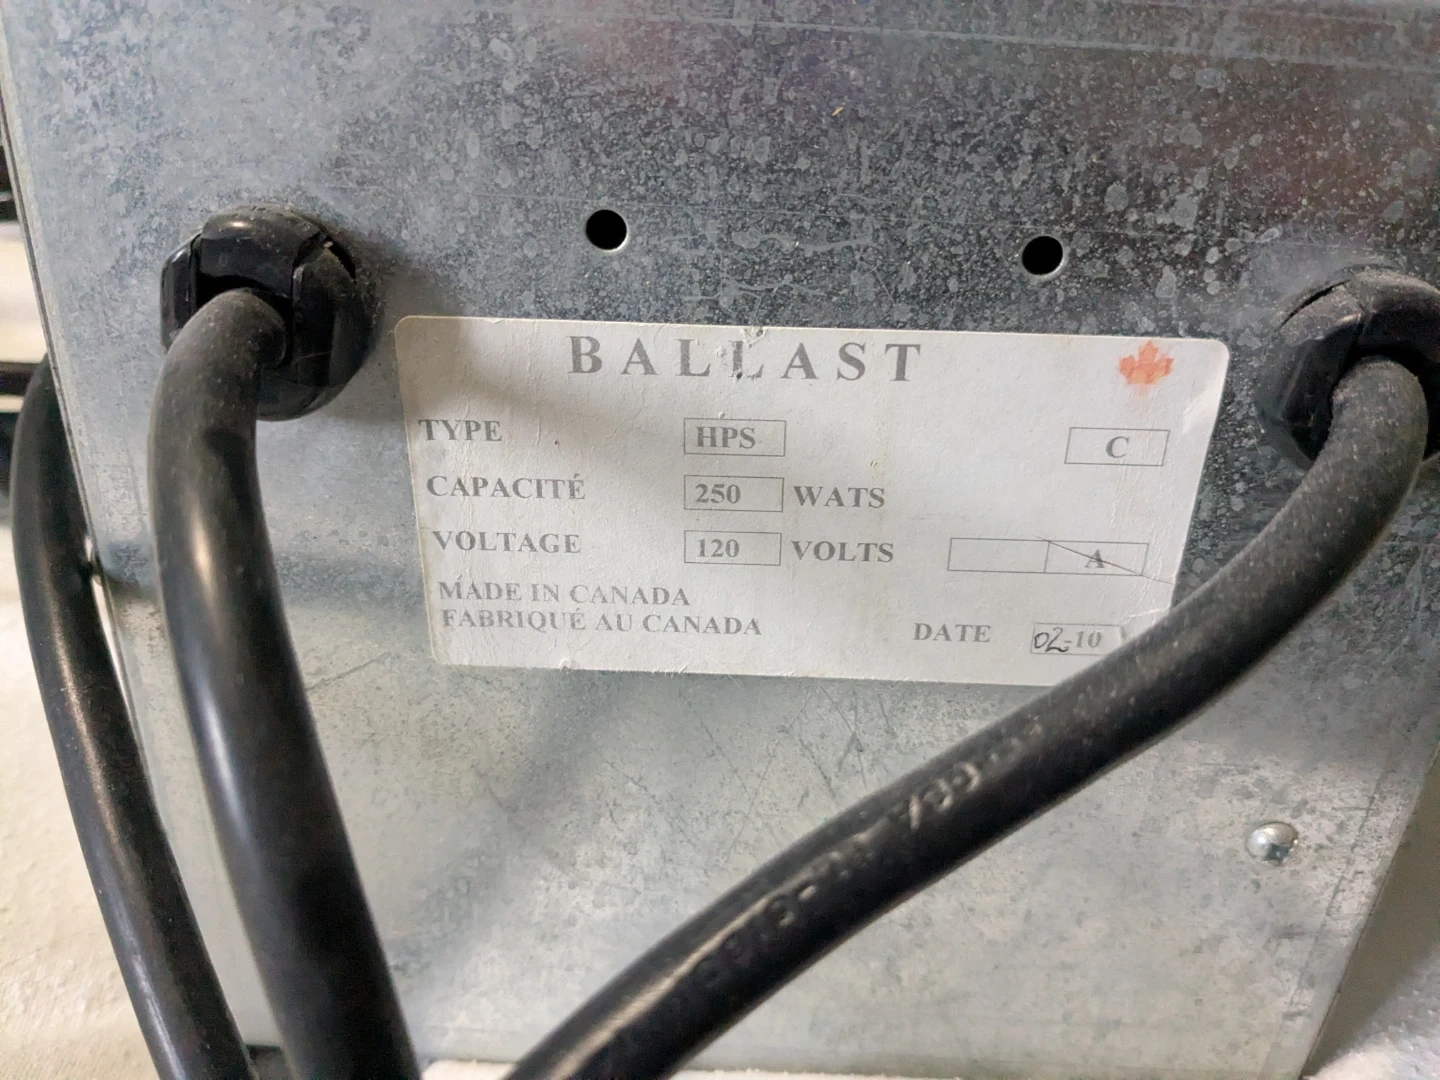 BALLAST
TYPE HPS C
CAPACITÉ 250 WATS
VOLTAGE 120 VOLTS A
MADE IN CANADA
FABRIQUÉ AU CANADA
DATE 02-10